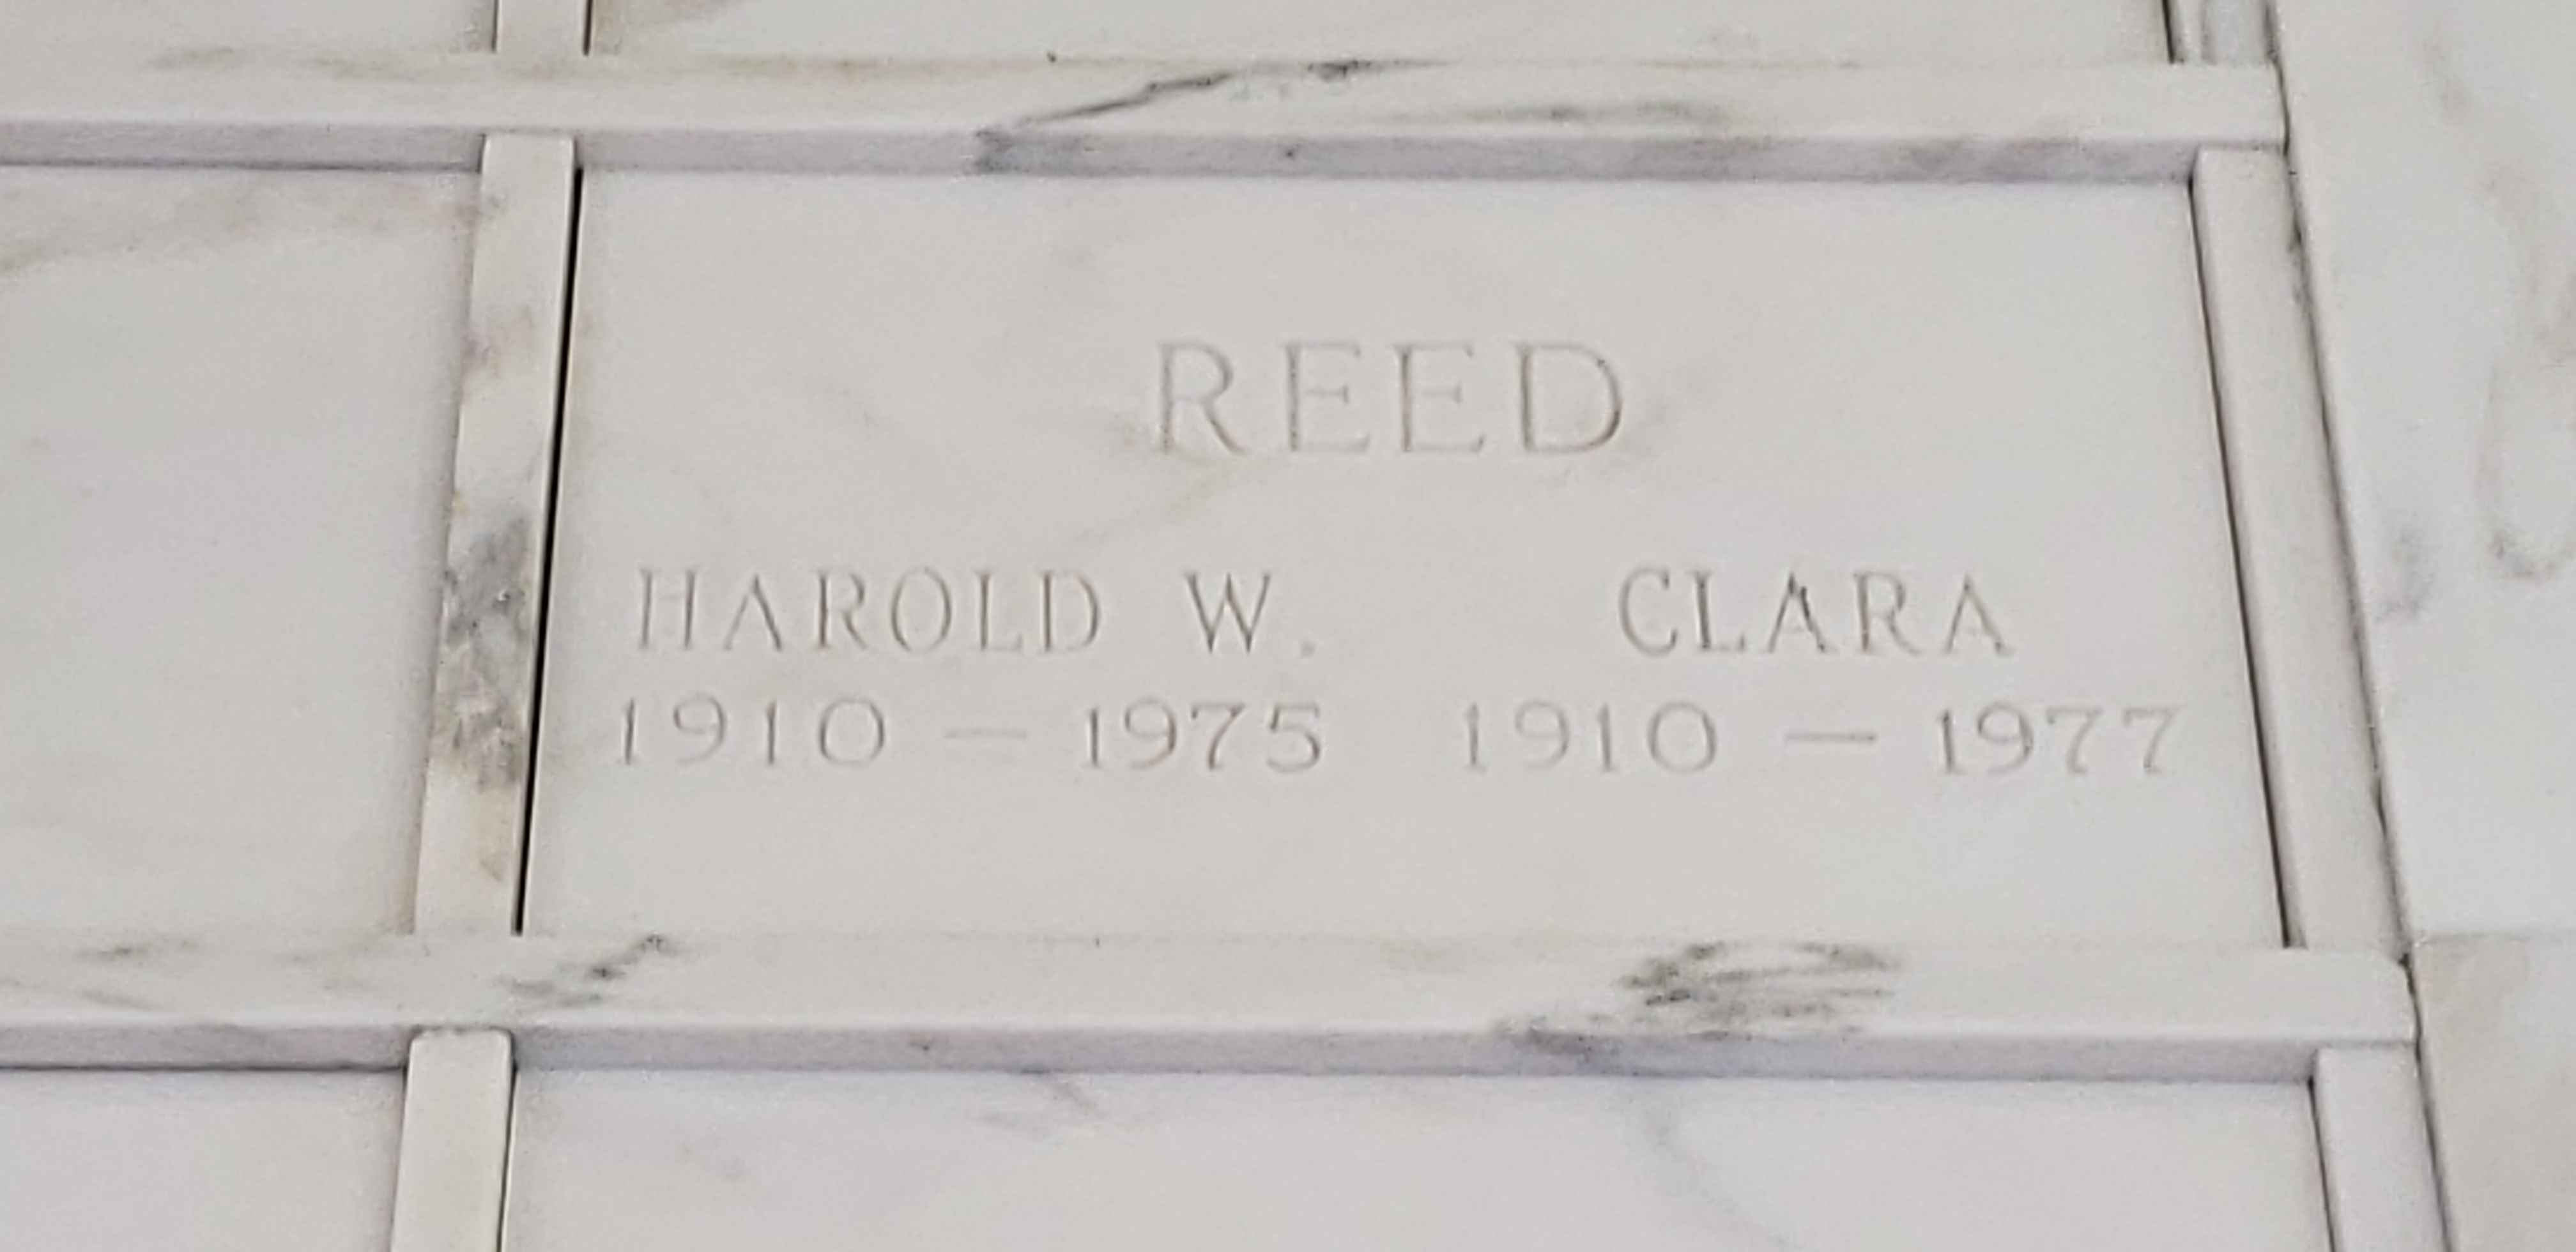 REED
HAROLD W. CLARA
1910 — 1975 1910 — 1977